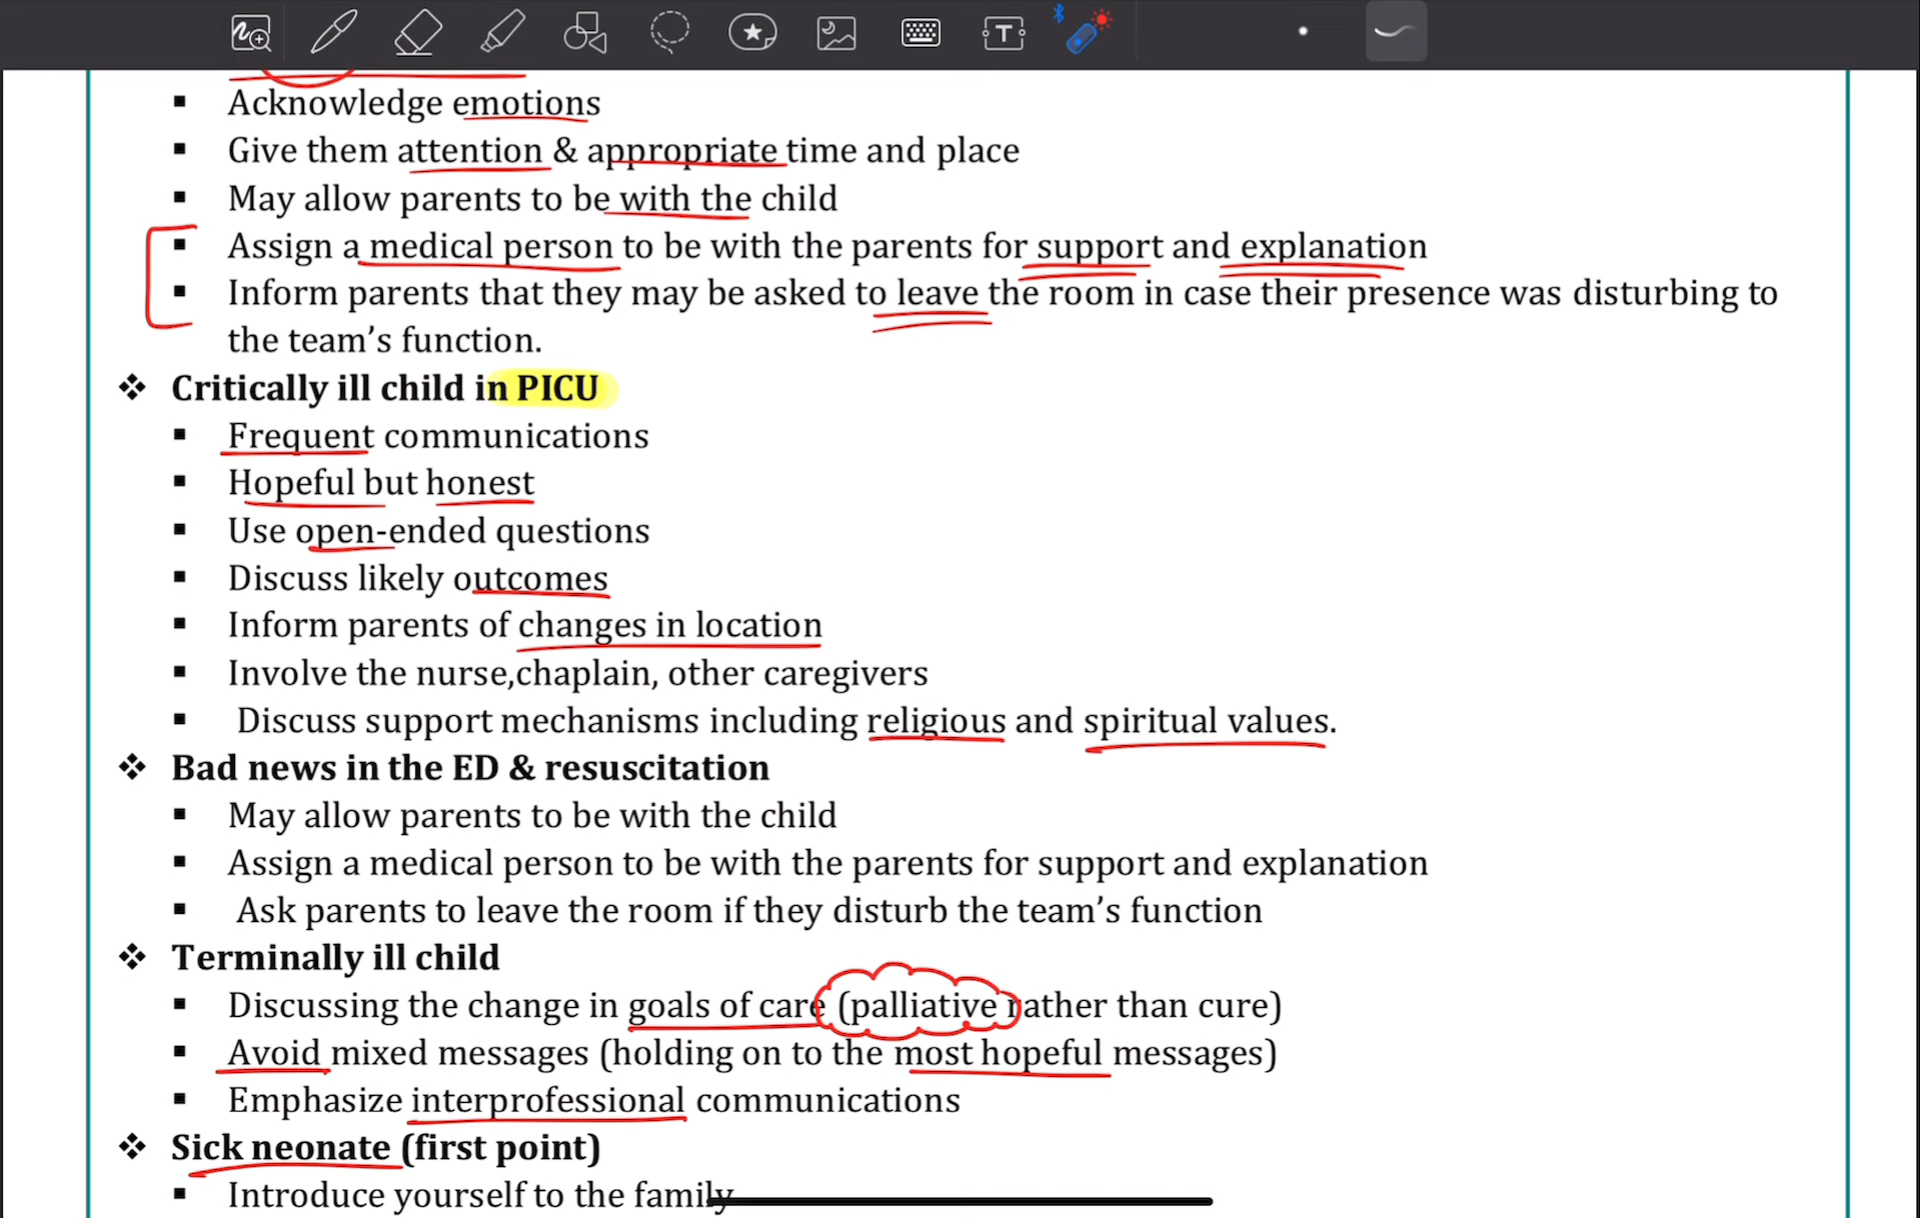 Acknowledge emotions
Give them attention & appropriate time and place
May allow parents to be with the child
Assign a medical person to be with the parents for support and explanation
Inform parents that they may be asked to leave the room in case their presence was disturbing to
the team’s function.
Critically ill child in PICU
Frequent communications
Hopeful but honest
Use open-ended questions
Discuss likely outcomes
Inform parents of changes in location
Involve the nurse,chaplain, other caregivers
Discuss support mechanisms including religious and spiritual values.
Bad news in the ED & resuscitation
May allow parents to be with the child
Assign a medical person to be with the parents for support and explanation
Ask parents to leave the room if they disturb the team’s function
Terminally ill child
Discussing the change in goals of care (palliative rather than cure)
Avoid mixed messages (holding on to the most hopeful messages)
Emphasize interprofessional communications
Sick neonate (first point)
Introduce yourself to the family